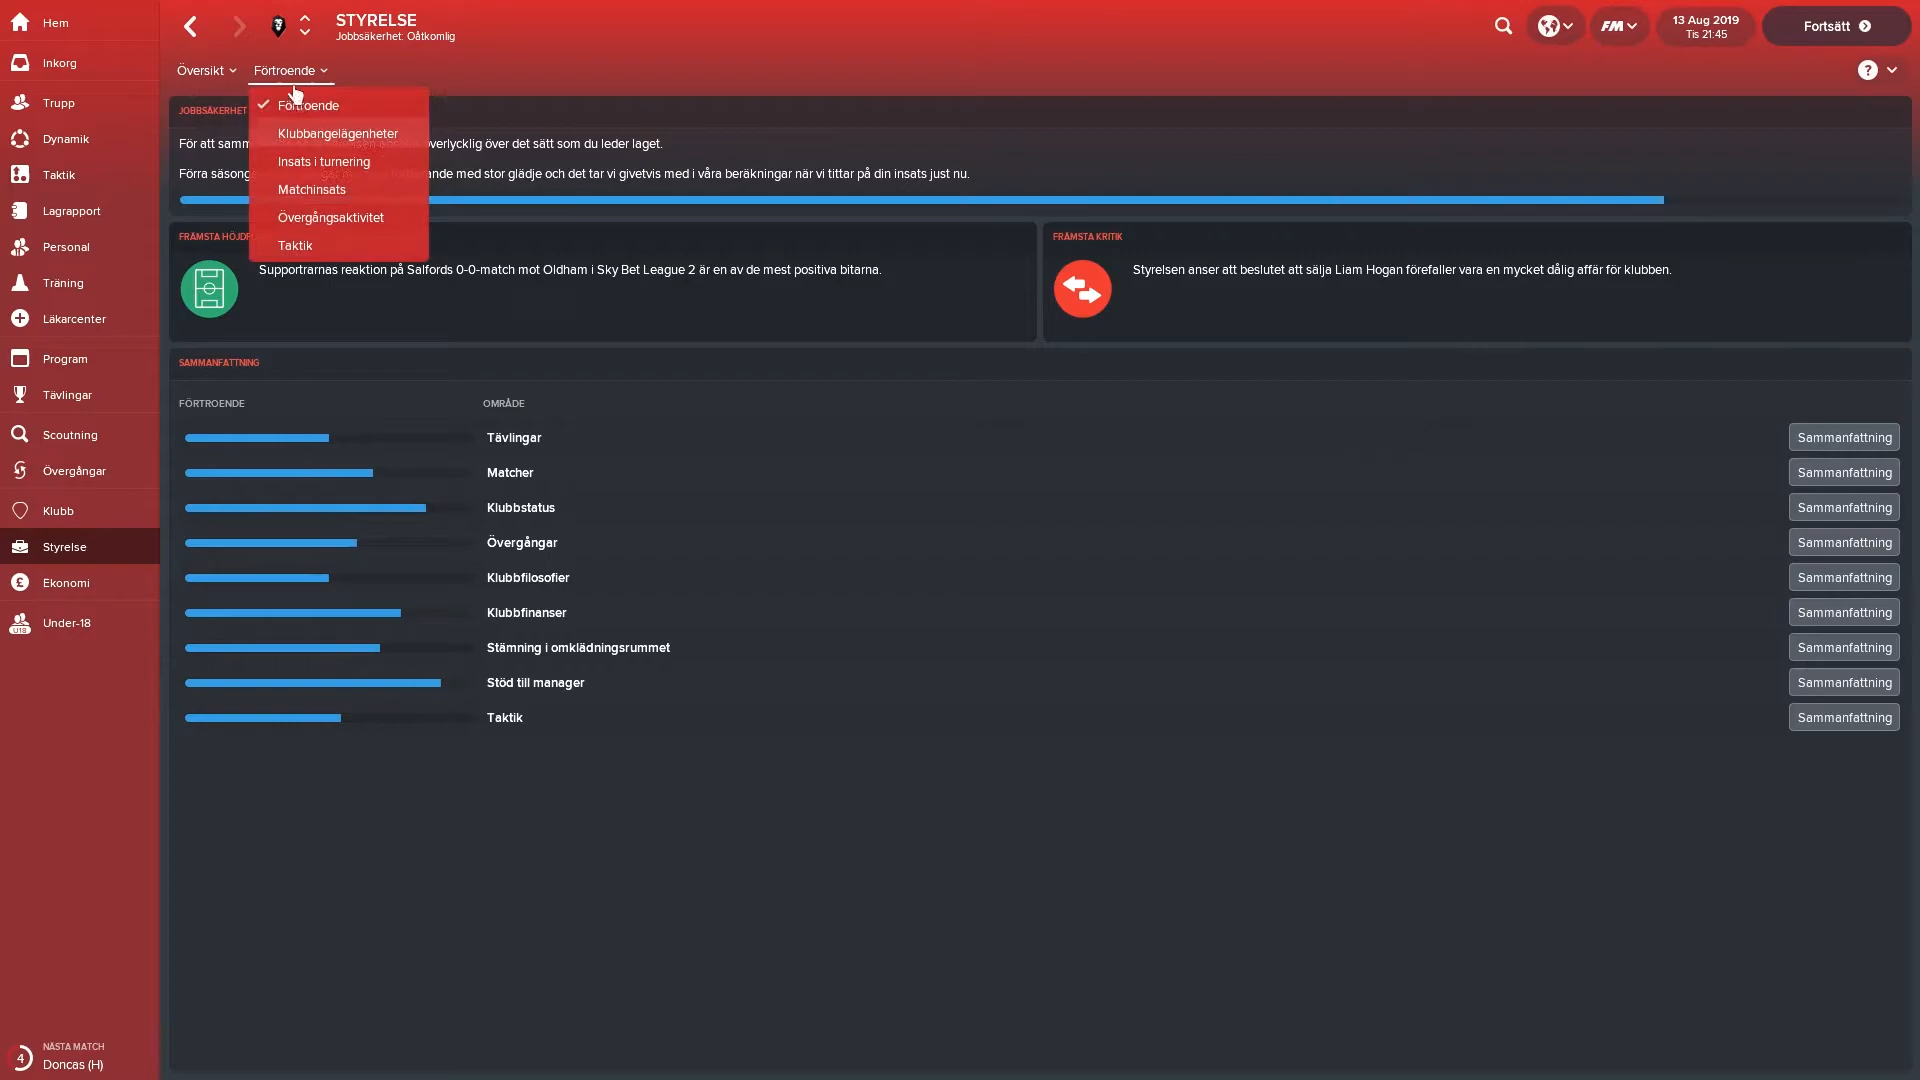 Hem
Inkorg
Trupp
Dynamik
Taktik
Lagrapport
Personal
Träning
Läkarcenter
Program
Tävlingar
Scoutning
Övergångar
Klubb
Styrelse
Ekonomi
U18
Under-18
4
NÄSTA MATCH
Doncas (H)
STYRELSE
Jobbsäkerhet: Oåtkomlig
FM
13 Aug 2019
Tis 21:45
Fortsätt
Översikt
Förtroende
?
Förtroende
Klubbangelägenheter
Insats i turnering
Matchinsats
Övergångsaktivitet
Taktik
JOBBSÄKERHET
För att samm överlycklig över det sätt som du leder laget.
Förra säsonge ande med stor glädje och det tar vi givetvis med i våra beräkningar när vi tittar på din insats just nu.
FRÄMSTA HÖJDP
Supportrarnas reaktion på Salfords 0-0-match mot Oldham i Sky Bet League 2 är en av de mest positiva bitarna.
FRÄMSTA KRITIK
Styrelsen anser att beslutet att sälja Liam Hogan förefaller vara en mycket dålig affär för klubben.
SAMMANFATTNING
FÖRTROENDE OMRÅDE
Tävlingar Sammanfattning
Matcher Sammanfattning
Klubbstatus Sammanfattning
Övergångar Sammanfattning
Klubbfilosofier Sammanfattning
Klubbfinanser Sammanfattning
Stämning i omklädningsrummet Sammanfattning
Stöd till manager Sammanfattning
Taktik Sammanfattning